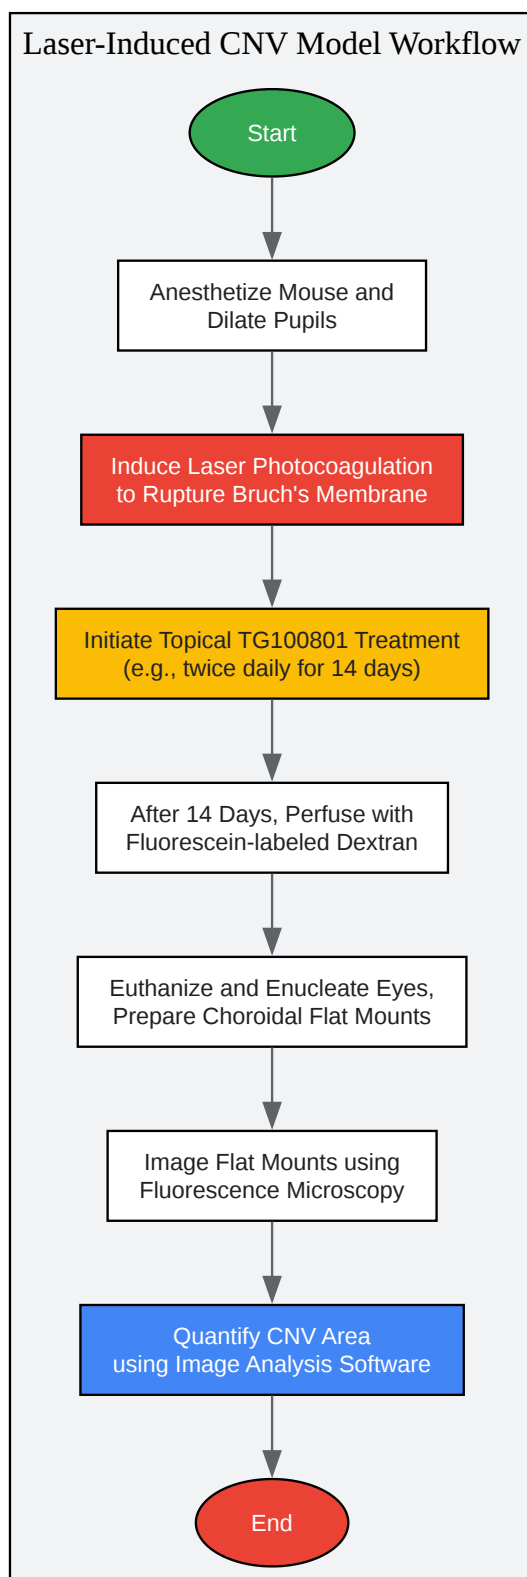 Laser-Induced CNV Model Workflow
Start
Anesthetize Mouse and
Dilate Pupils
Induce Laser Photocoagulation
to Rupture Bruch's Membrane
Initiate Topical TG100801 Treatment
(e.g., twice daily for 14 days)
After 14 Days, Perfuse with
Fluorescein-labeled Dextran
Euthanize and Enucleate Eyes,
Prepare Choroidal Flat Mounts
Image Flat Mounts using
Fluorescence Microscopy
Quantify CNV Area
using Image Analysis Software
End